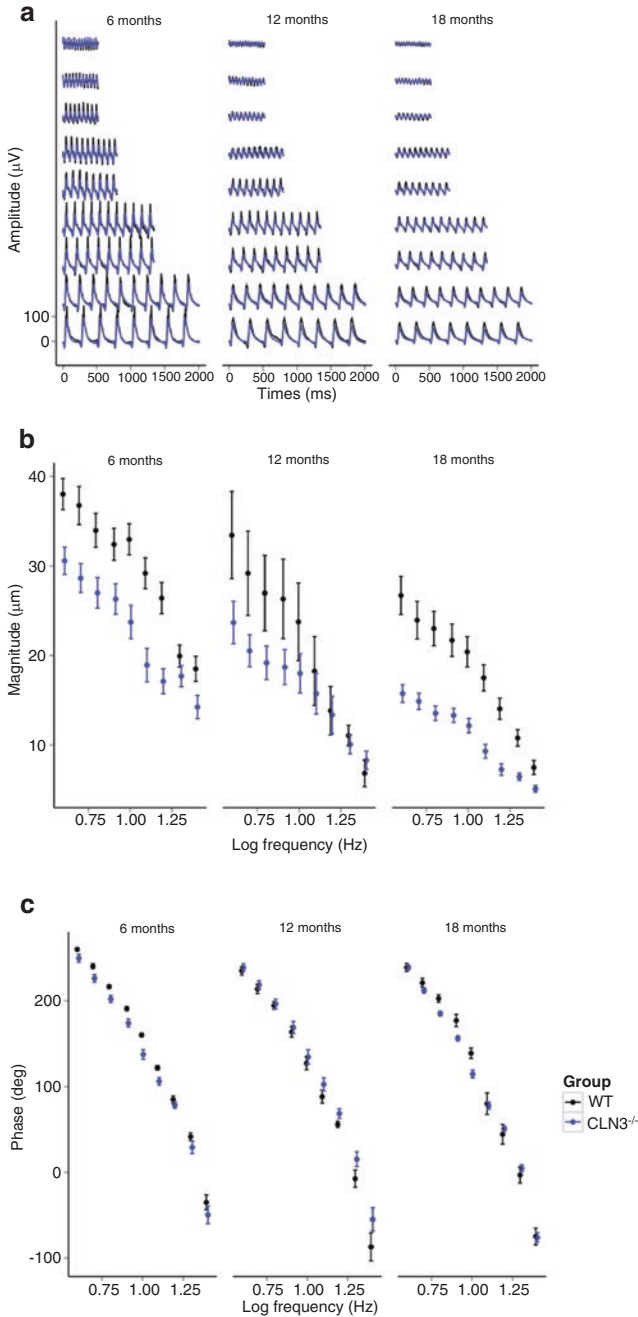 a
6 months 12 months 18 months
Amplitude (μV)
100
0
0 500 1000 1500 2000 0 500 1000 1500 2000 0 500 1000 1500 2000
Times (ms)
b
6 months 12 months 18 months
Magnitude (μm)
40
30
20
10
0.75 1.00 1.25 0.75 1.00 1.25 0.75 1.00 1.25
Log frequency (Hz)
c
6 months 12 months 18 months
Phase (deg)
200
100
0
-100
0.75 1.00 1.25 0.75 1.00 1.25 0.75 1.00 1.25
Log frequency (Hz)
Group
WT
CLN3-/-